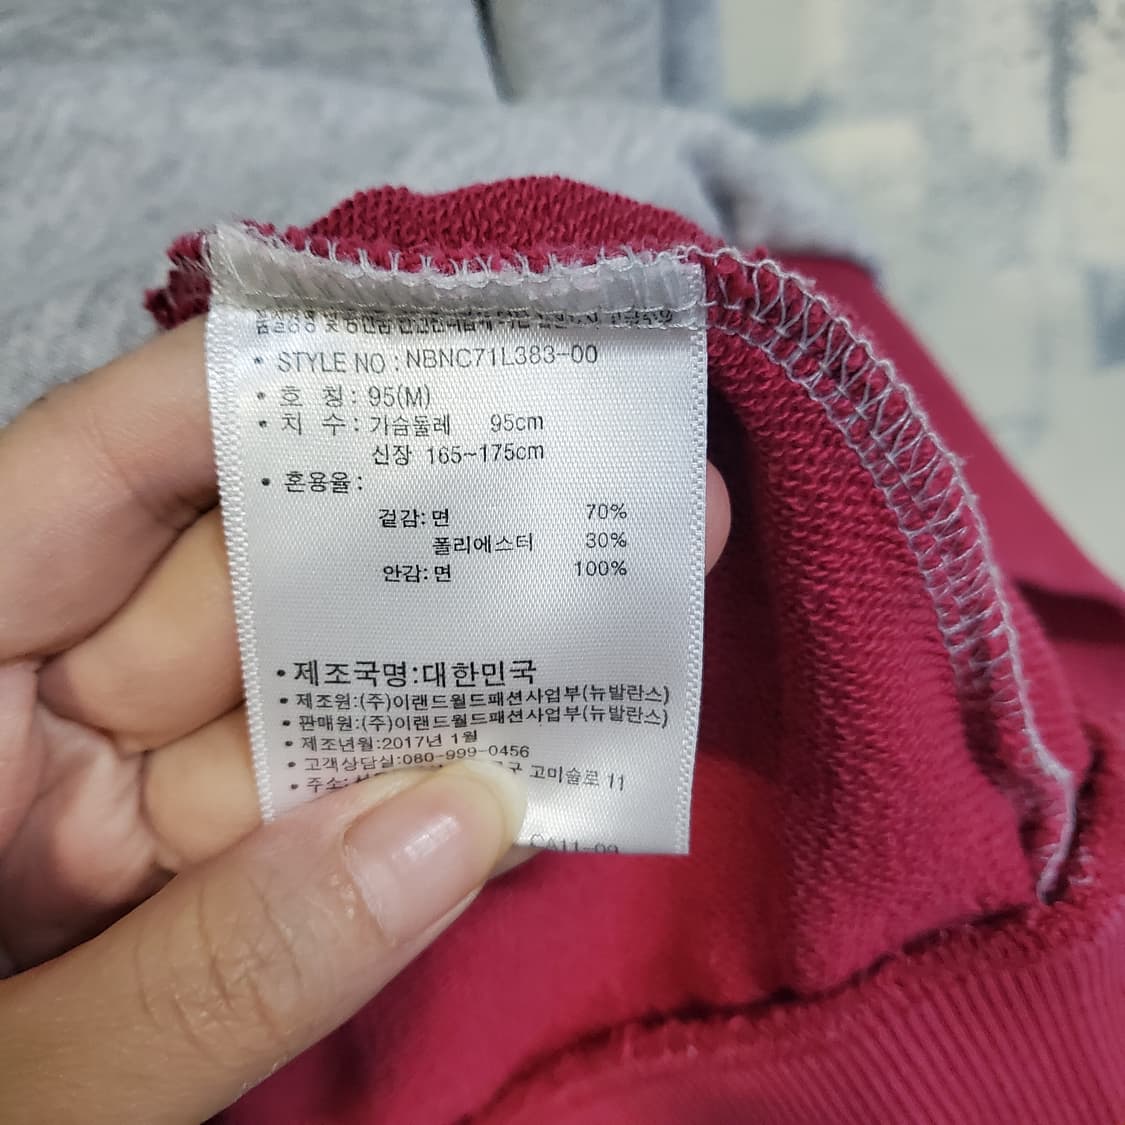 • STYLE NO : NBNC71L383-00
• 호 칭 : 95(M)
• 치 수 : 가슴둘레 95cm
신장 165~175cm
• 혼용율 :
겉감: 면 70%
폴리에스터 30%
안감: 면 100%
• 제조국명:대한민국
• 제조원:(주)이랜드월드패션사업부(뉴발란스)
• 판매원:(주)이랜드월드패션사업부(뉴발란스)
• 제조년월:2017년 1월
• 고객상담실:080-999-0456
• 주소: 고미술로 11
CA11-09